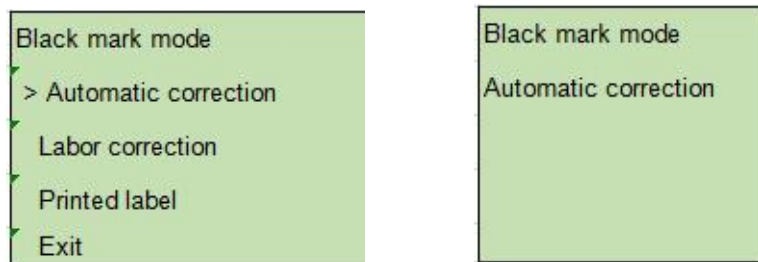 Black mark mode
> Automatic correction
Labor correction
Printed label
Exit
Black mark mode
Automatic correction